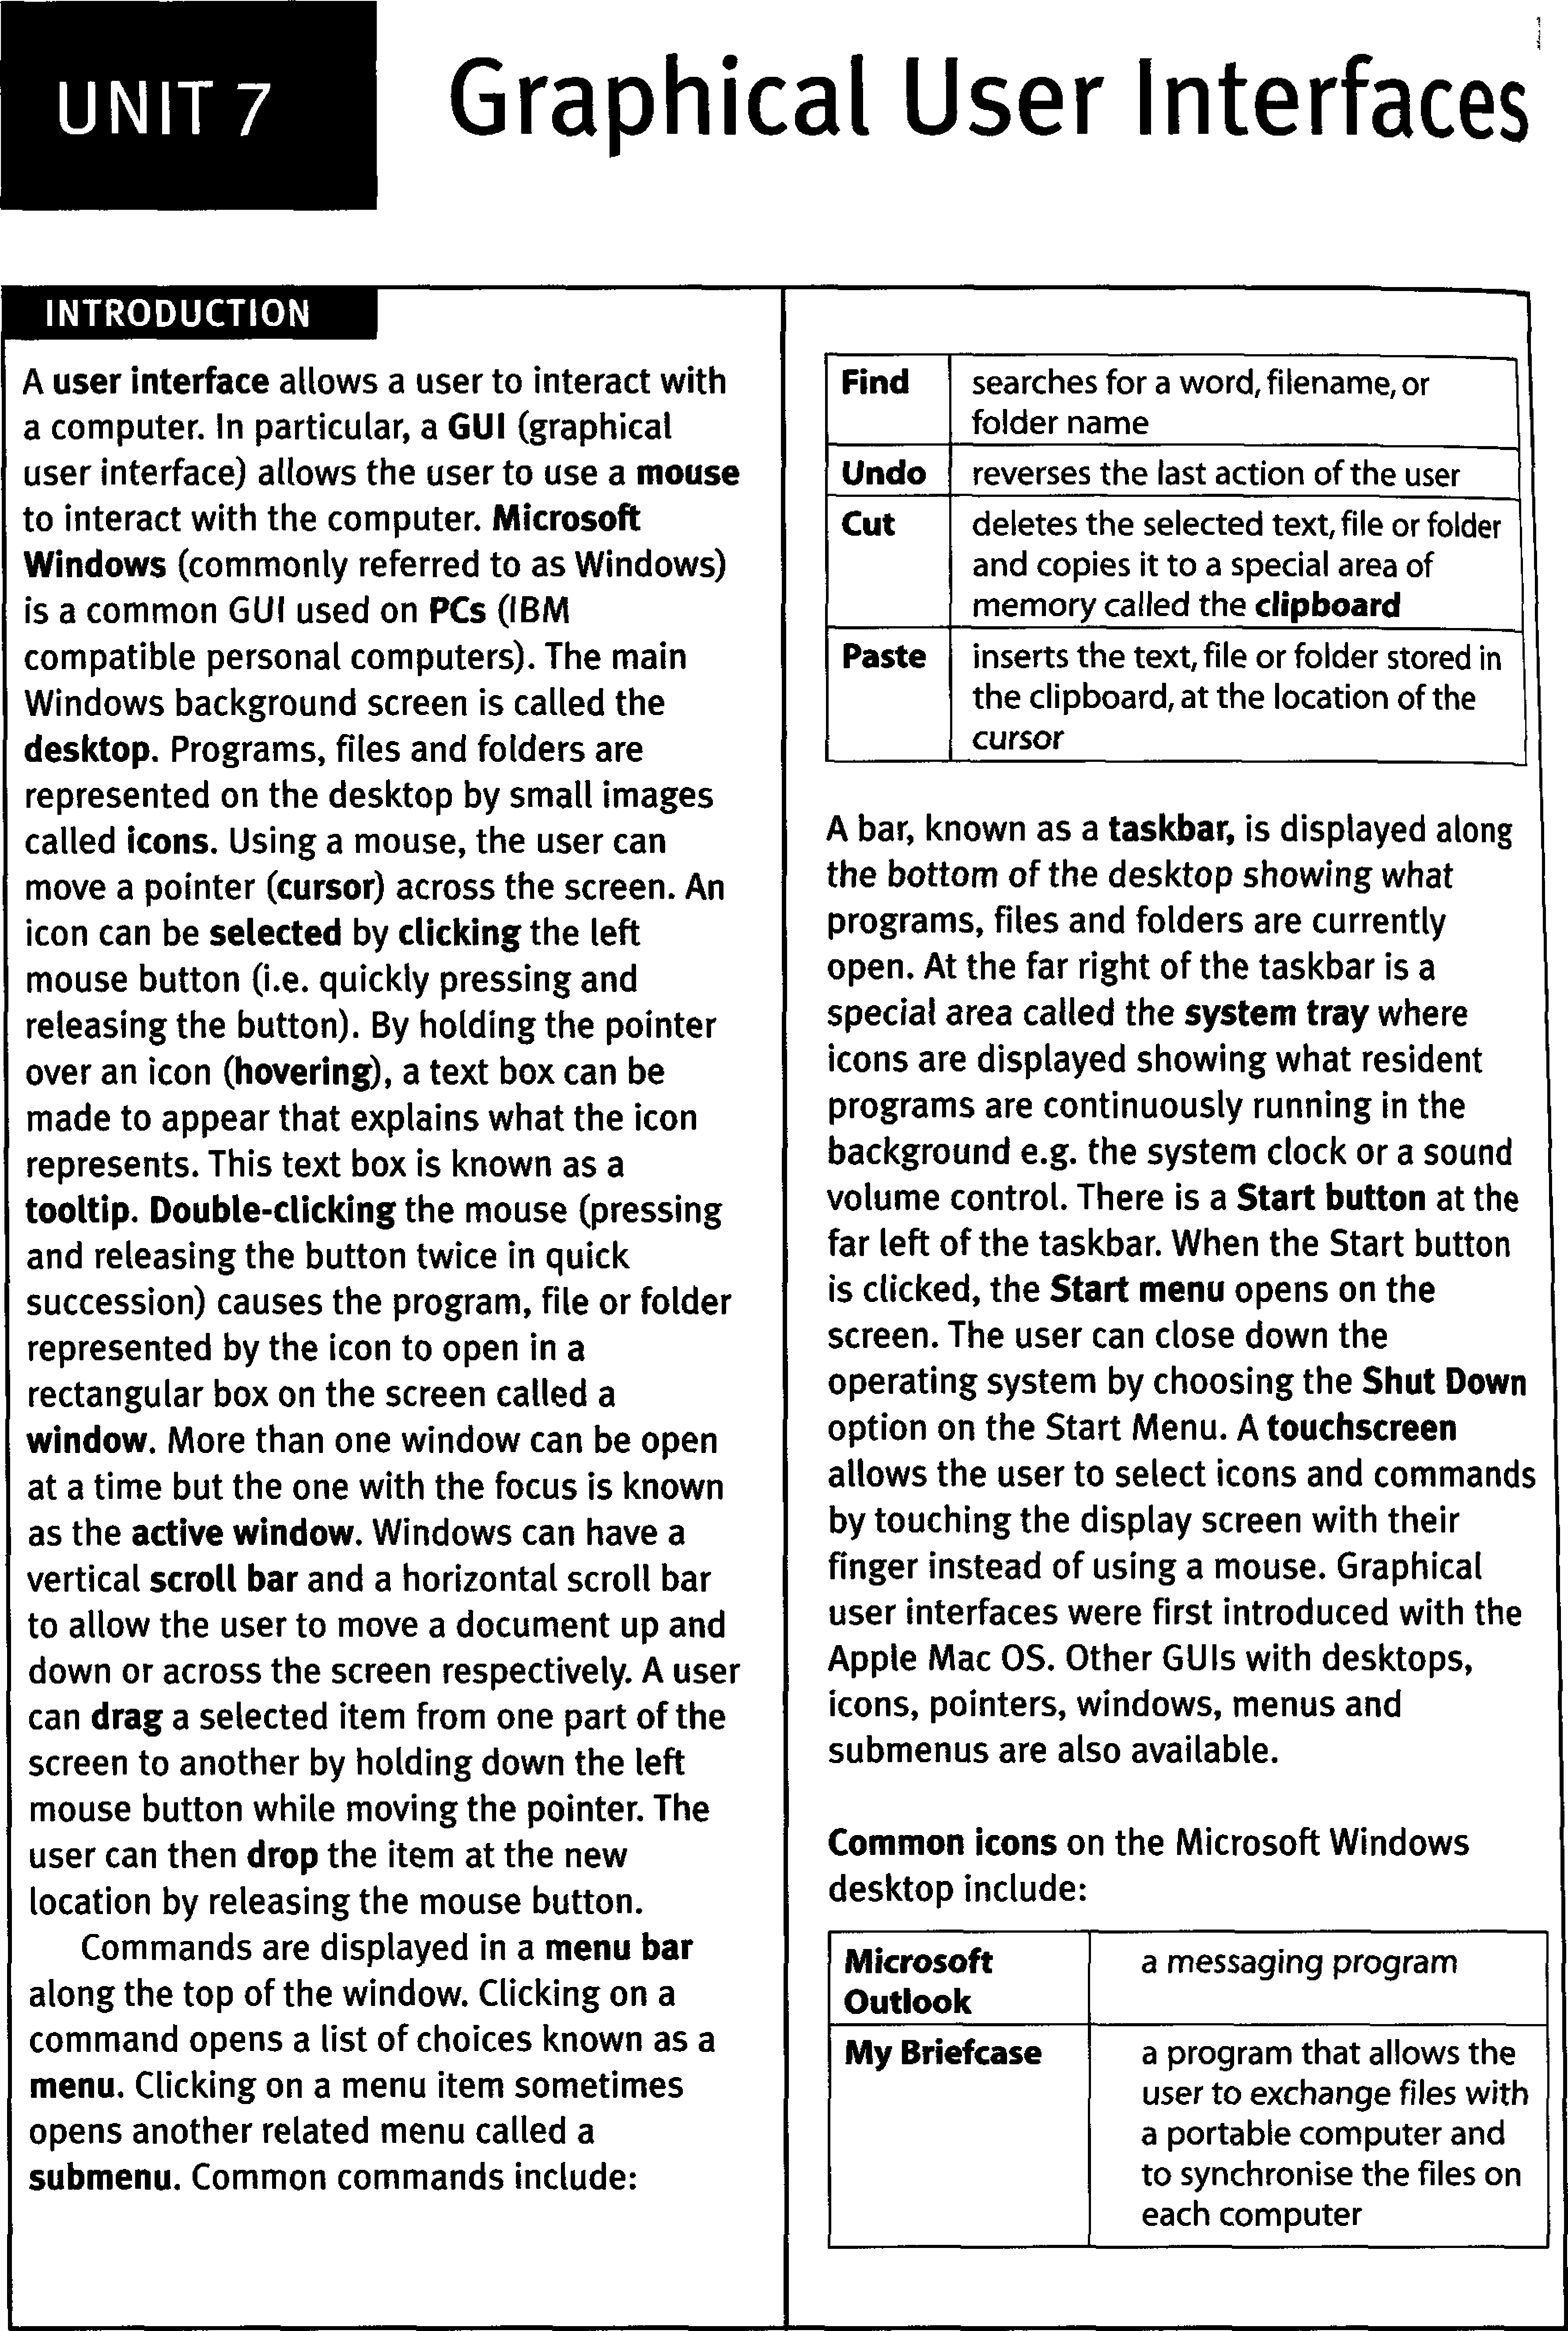 UNIT 7
Graphical User Interfaces
INTRODUCTION
A user interface allows a user to interact with
a computer. In particular, a GUI (graphical
user interface) allows the user to use a mouse
to interact with the computer. Microsoft
Windows (commonly referred to as Windows)
is a common GUI used on PCs (IBM
compatible personal computers). The main
Windows background screen is called the
desktop. Programs, files and folders are
represented on the desktop by small images
called icons. Using a mouse, the user can
move a pointer (cursor) across the screen. An
icon can be selected by clicking the left
mouse button (i.e. quickly pressing and
releasing the button). By holding the pointer
over an icon (hovering), a text box can be
made to appear that explains what the icon
represents. This text box is known as a
tooltip. Double-clicking the mouse (pressing
and releasing the button twice in quick
succession) causes the program, file or folder
represented by the icon to open in a
rectangular box on the screen called a
window. More than one window can be open
at a time but the one with the focus is known
as the active window. Windows can have a
vertical scroll bar and a horizontal scroll bar
to allow the user to move a document up and
down or across the screen respectively. A user
can drag a selected item from one part of the
screen to another by holding down the left
mouse button while moving the pointer. The
user can then drop the item at the new
location by releasing the mouse button.
Commands are displayed in a menu bar
along the top of the window. Clicking on a
command opens a list of choices known as a
menu. Clicking on a menu item sometimes
opens another related menu called a
submenu. Common commands include:
Find searches for a word, filename, or
folder name
Undo reverses the last action of the user
Cut deletes the selected text, file or folder
and copies it to a special area of
memory called the clipboard
Paste inserts the text, file or folder stored in
the clipboard, at the location of the
cursor
A bar, known as a taskbar, is displayed along
the bottom of the desktop showing what
programs, files and folders are currently
open. At the far right of the taskbar is a
special area called the system tray where
icons are displayed showing what resident
programs are continuously running in the
background e.g. the system clock or a sound
volume control. There is a Start button at the
far left of the taskbar. When the Start button
is clicked, the Start menu opens on the
screen. The user can close down the
operating system by choosing the Shut Down
option on the Start Menu. A touchscreen
allows the user to select icons and commands
by touching the display screen with their
finger instead of using a mouse. Graphical
user interfaces were first introduced with the
Apple Mac OS. Other GUIs with desktops,
icons, pointers, windows, menus and
submenus are also available.
Common icons on the Microsoft Windows
desktop include:
Microsoft a messaging program
Outlook
My Briefcase a program that allows the
user to exchange files with
a portable computer and
to synchronise the files on
each computer